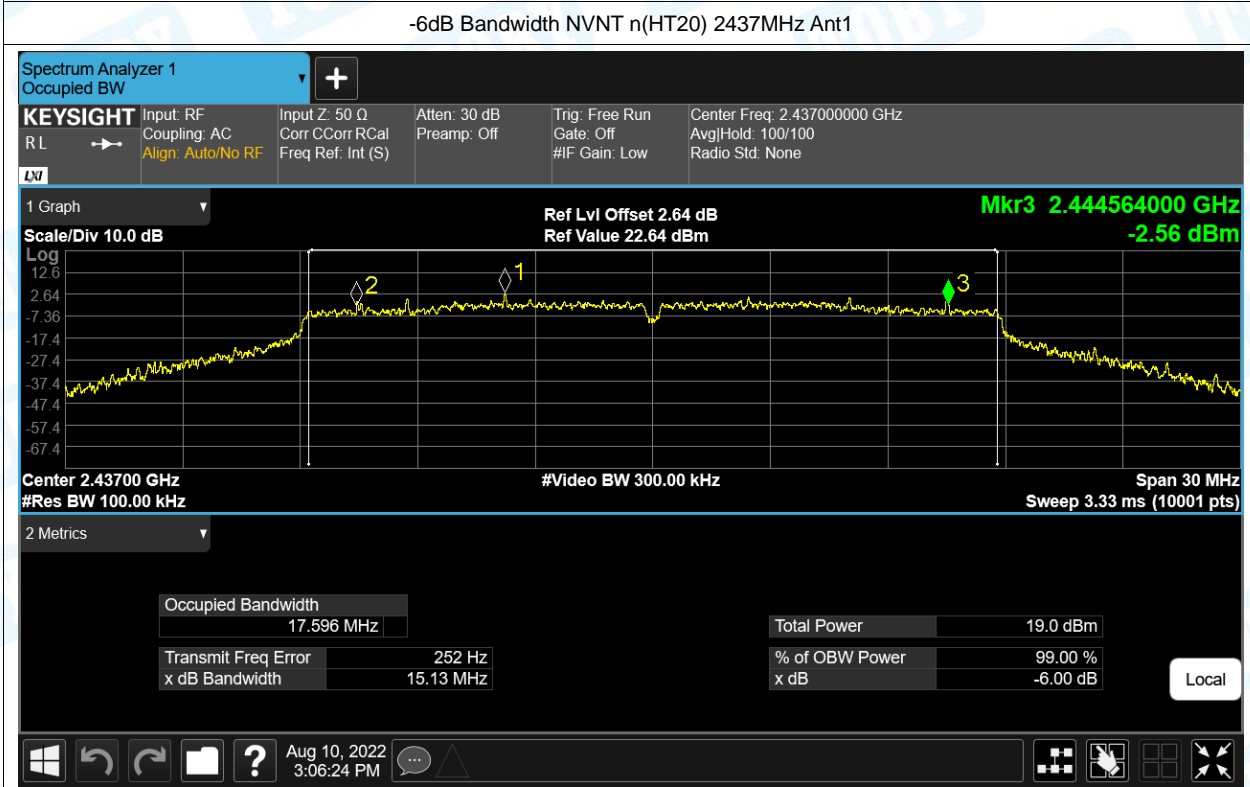 -6dB Bandwidth NVNT n(HT20) 2437MHz Ant1
Spectrum Analyzer 1
Occupied BW
KEYSIGHT
R L
LXI
Input: RF
Coupling: AC
Align: Auto/No RF
Input Z: 50 Ω
Corr CCorr RCal
Freq Ref: Int (S)
Atten: 30 dB
Preamp: Off
Trig: Free Run
Gate: Off
#IF Gain: Low
Center Freq: 2.437000000 GHz
Avg|Hold: 100/100
Radio Std: None
1 Graph
Scale/Div 10.0 dB
Ref Lvl Offset 2.64 dB
Ref Value 22.64 dBm
Mkr3 2.444564000 GHz
-2.56 dBm
Log
12.6
2.64
-7.36
-17.4
-27.4
-37.4
-47.4
-57.4
-67.4
2
1
3
Center 2.43700 GHz
#Res BW 100.00 kHz
#Video BW 300.00 kHz
Span 30 MHz
Sweep 3.33 ms (10001 pts)
2 Metrics
Occupied Bandwidth
17.596 MHz
Transmit Freq Error 252 Hz
x dB Bandwidth 15.13 MHz
Total Power 19.0 dBm
% of OBW Power 99.00 %
x dB -6.00 dB
Local
?
Aug 10, 2022
3:06:24 PM